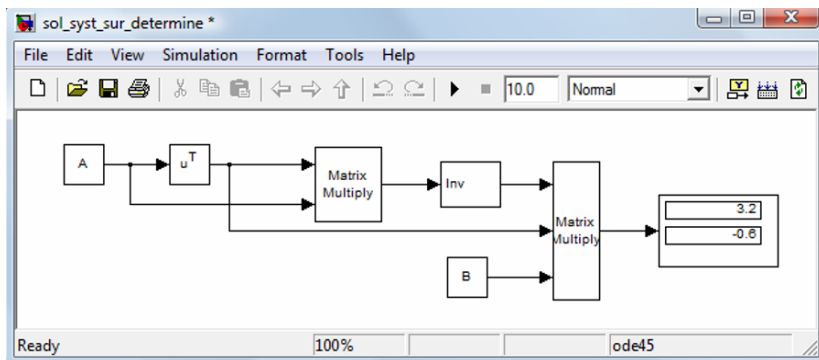 sol_syst_sur_determine *
File Edit View Simulation Format Tools Help
10.0 Normal
A
u^T
Matrix
Multiply
Inv
Matrix
Multiply
B
3.2
-0.6
Ready 100% ode45